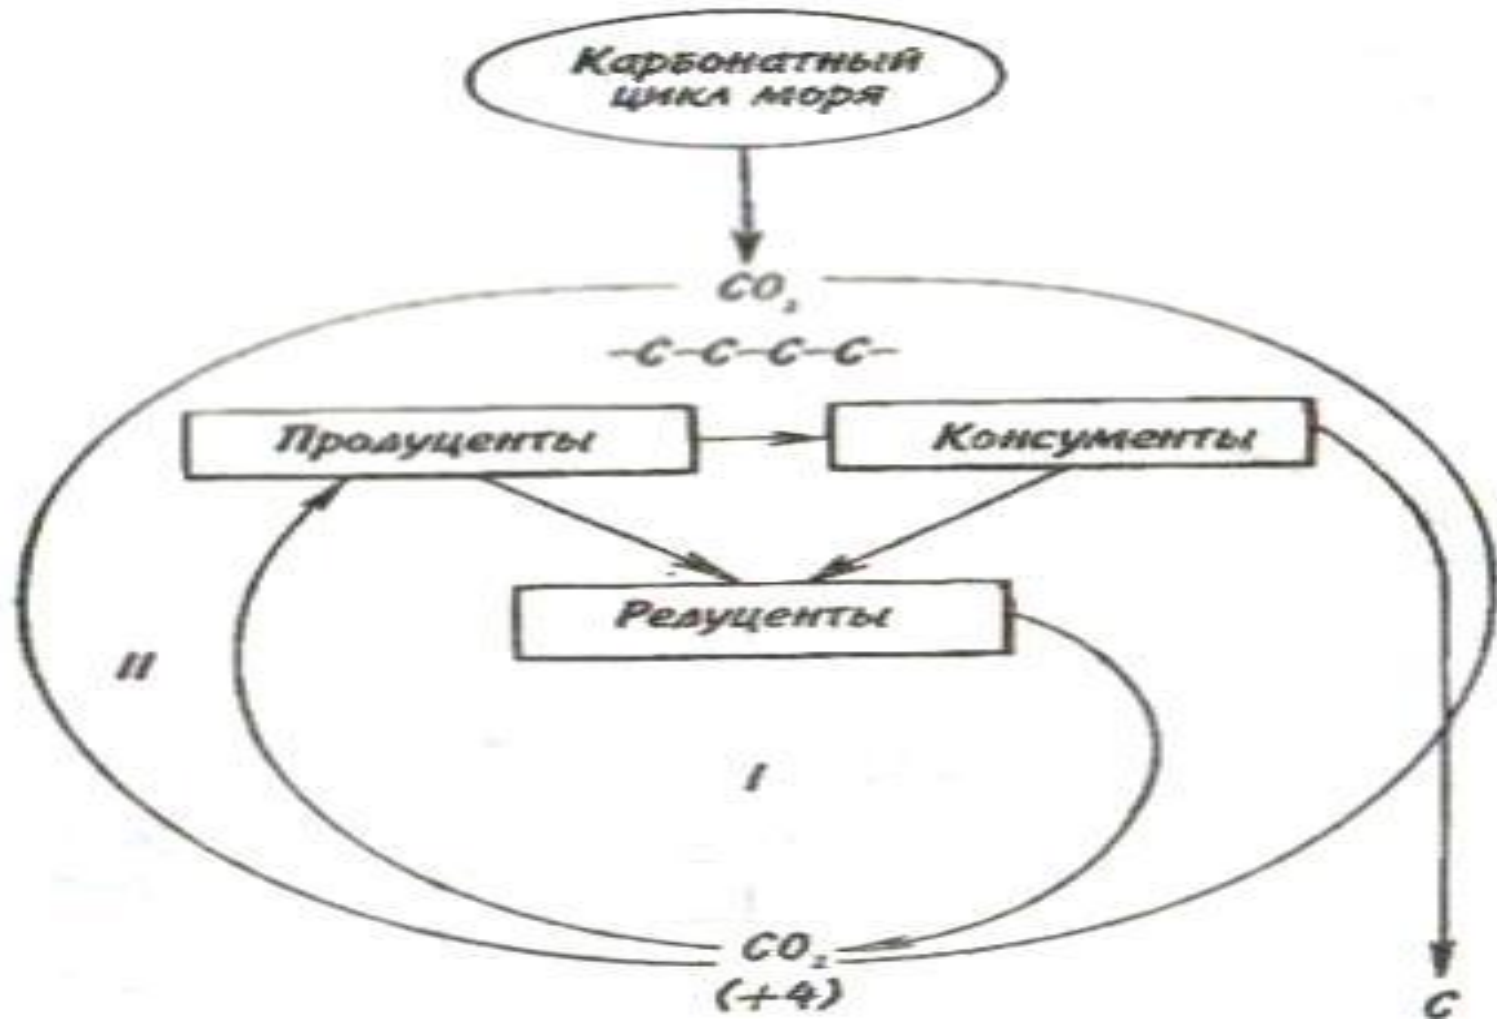 Карбонатный
цикл моря
CO₂
-C-C-C-C-
Продуценты
Консументы
Редуценты
II
I
CO₂
(+4)
C